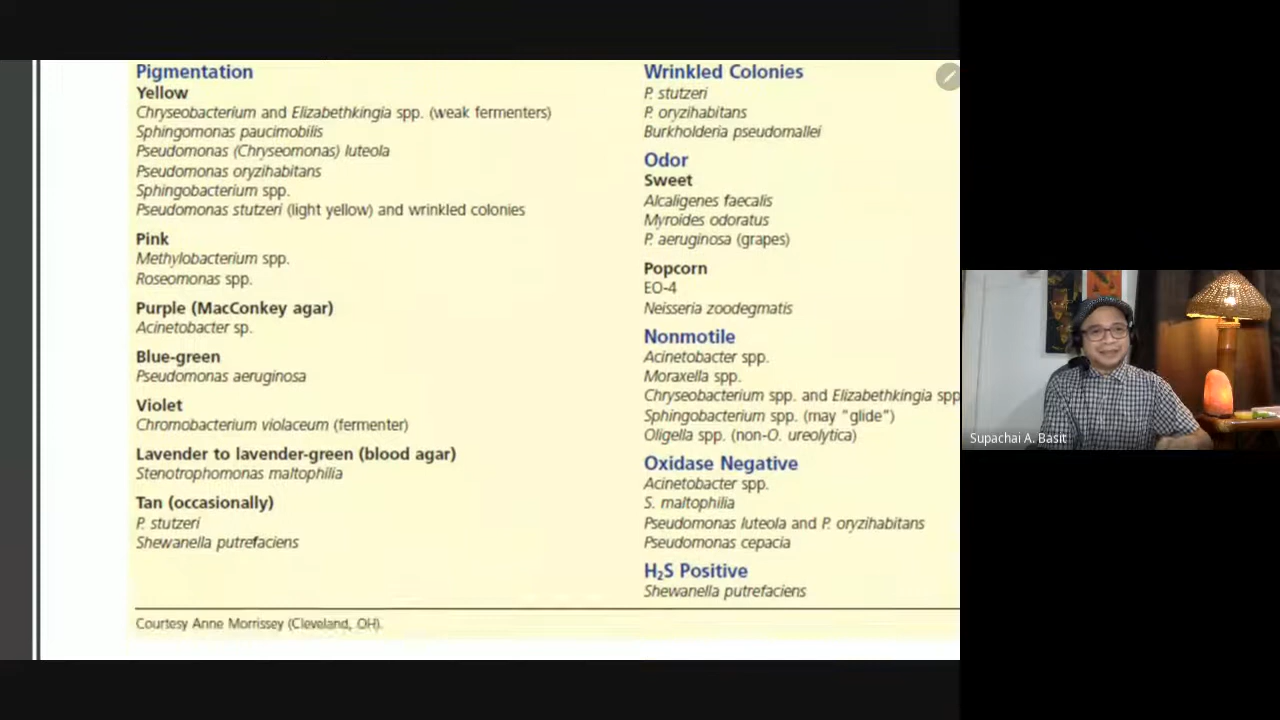 Pigmentation
Yellow
Chryseobacterium and Elizabethkingia spp. (weak fermenters)
Sphingomonas paucimobilis
Pseudomonas (Chryseomonas) luteola
Pseudomonas oryzihabitans
Sphingobacterium spp.
Pseudomonas stutzeri (light yellow) and wrinkled colonies
Pink
Methylobacterium spp.
Roseomonas spp.
Purple (MacConkey agar)
Acinetobacter sp.
Blue-green
Pseudomonas aeruginosa
Violet
Chromobacterium violaceum (fermenter)
Lavender to lavender-green (blood agar)
Stenotrophomonas maltophilia
Tan (occasionally)
P. stutzeri
Shewanella putrefaciens
Wrinkled Colonies
P. stutzeri
P. oryzihabitans
Burkholderia pseudomallei
Odor
Sweet
Alcaligenes faecalis
Myroides odoratus
P. aeruginosa (grapes)
Popcorn
EO-4
Neisseria zoodegmatis
Nonmotile
Acinetobacter spp.
Moraxella spp.
Chryseobacterium spp. and Elizabethkingia spp
Sphingobacterium spp. (may “glide”)
Oligella spp. (non-O. ureolytica)
Oxidase Negative
Acinetobacter spp.
S. maltophilia
Pseudomonas luteola and P. oryzihabitans
Pseudomonas cepacia
H₂S Positive
Shewanella putrefaciens
Courtesy Anne Morrissey (Cleveland, OH).
Supachai A. Basit